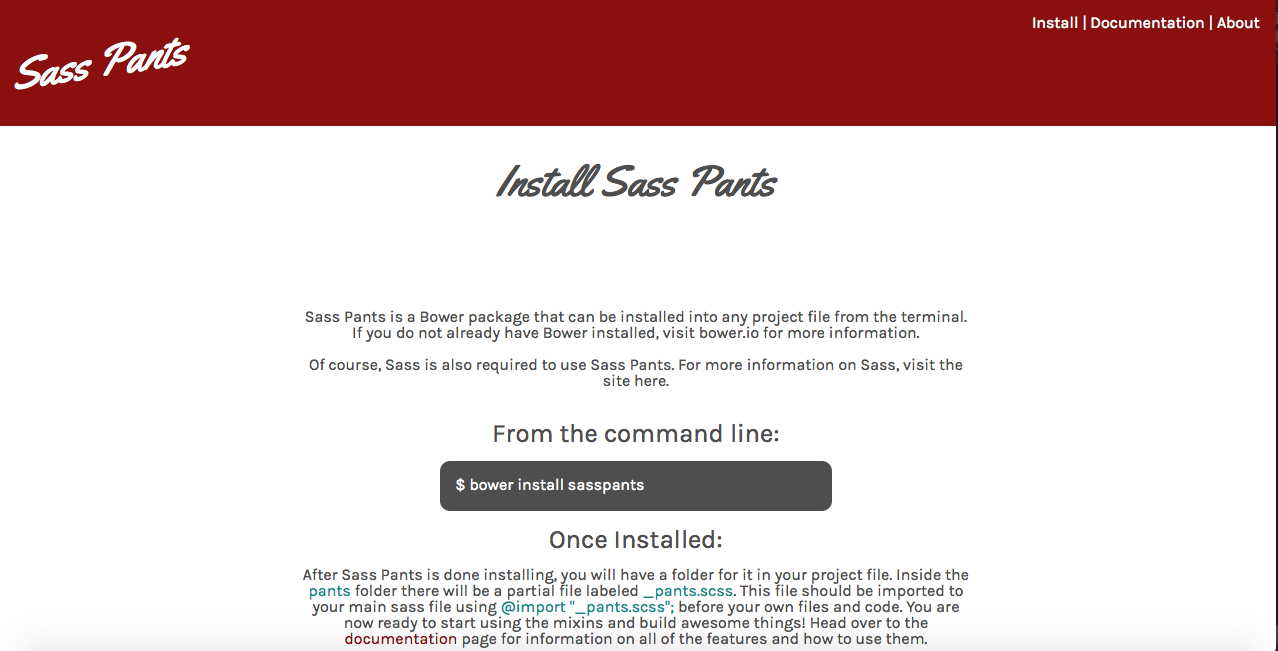 Install | Documentation | About
Sass Pants
Install Sass Pants
Sass Pants is a Bower package that can be installed into any project file from the terminal.
If you do not already have Bower installed, visit bower.io for more information.
Of course, Sass is also required to use Sass Pants. For more information on Sass, visit the
site here.
From the command line:
$ bower install sasspants
Once Installed:
After Sass Pants is done installing, you will have a folder for it in your project file. Inside the
pants folder there will be a partial file labeled _pants.scss. This file should be imported to
your main sass file using @import "_pants.scss"; before your own files and code. You are
now ready to start using the mixins and build awesome things! Head over to the
documentation page for information on all of the features and how to use them.